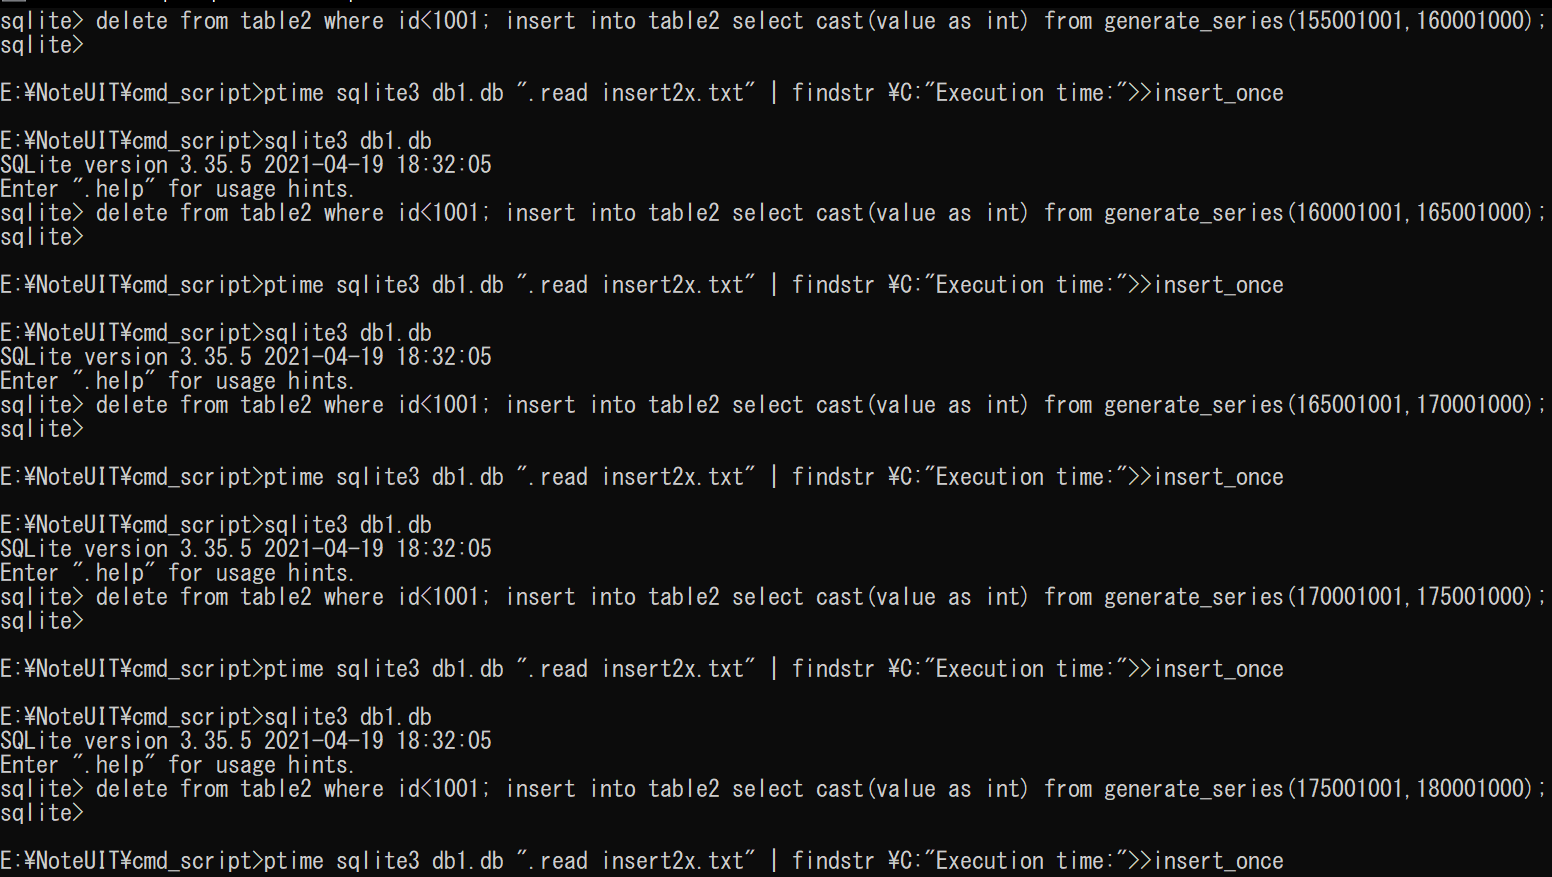 sqlite> delete from table2 where id<1001; insert into table2 select cast(value as int) from generate_series(155001001,160001000);
sqlite>
E:¥NoteUIT¥cmd_script>ptime sqlite3 db1.db ".read insert2x.txt" | findstr ¥C:"Execution time:">>insert_once
E:¥NoteUIT¥cmd_script>sqlite3 db1.db
SQLite version 3.35.5 2021-04-19 18:32:05
Enter ".help" for usage hints.
sqlite> delete from table2 where id<1001; insert into table2 select cast(value as int) from generate_series(160001001,165001000);
sqlite>
E:¥NoteUIT¥cmd_script>ptime sqlite3 db1.db ".read insert2x.txt" | findstr ¥C:"Execution time:">>insert_once
E:¥NoteUIT¥cmd_script>sqlite3 db1.db
SQLite version 3.35.5 2021-04-19 18:32:05
Enter ".help" for usage hints.
sqlite> delete from table2 where id<1001; insert into table2 select cast(value as int) from generate_series(165001001,170001000);
sqlite>
E:¥NoteUIT¥cmd_script>ptime sqlite3 db1.db ".read insert2x.txt" | findstr ¥C:"Execution time:">>insert_once
E:¥NoteUIT¥cmd_script>sqlite3 db1.db
SQLite version 3.35.5 2021-04-19 18:32:05
Enter ".help" for usage hints.
sqlite> delete from table2 where id<1001; insert into table2 select cast(value as int) from generate_series(170001001,175001000);
sqlite>
E:¥NoteUIT¥cmd_script>ptime sqlite3 db1.db ".read insert2x.txt" | findstr ¥C:"Execution time:">>insert_once
E:¥NoteUIT¥cmd_script>sqlite3 db1.db
SQLite version 3.35.5 2021-04-19 18:32:05
Enter ".help" for usage hints.
sqlite> delete from table2 where id<1001; insert into table2 select cast(value as int) from generate_series(175001001,180001000);
sqlite>
E:¥NoteUIT¥cmd_script>ptime sqlite3 db1.db ".read insert2x.txt" | findstr ¥C:"Execution time:">>insert_once